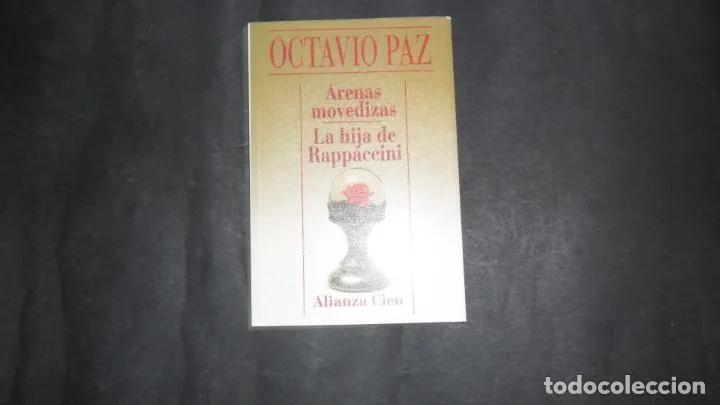 OCTAVIO PAZ
Arenas
movedizas
La hija de
Rappaccini
Alianza Cien
todocoleccion